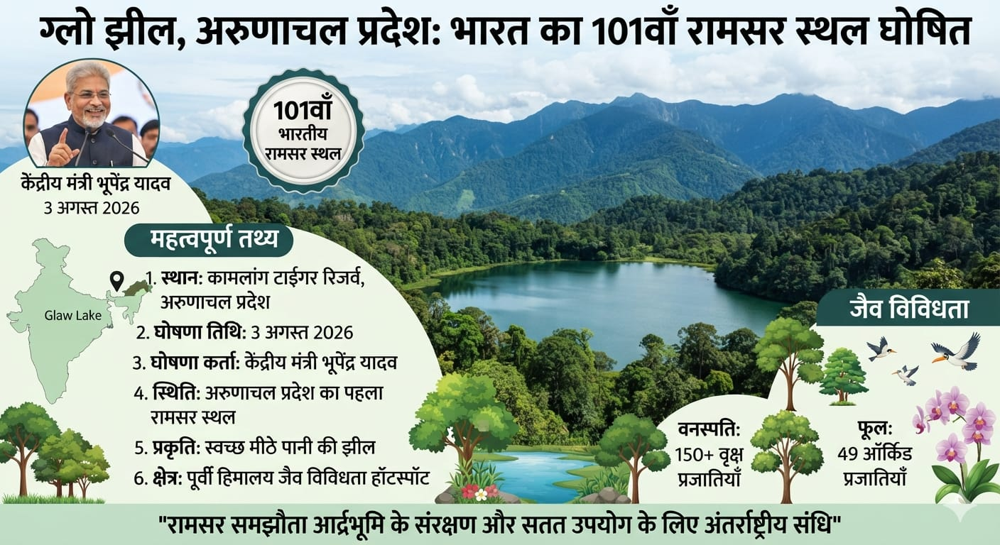 ग्लो झील, अरुणाचल प्रदेश: भारत का 101वाँ रामसर स्थल घोषित
101वाँ
भारतीय
रामसर स्थल
केंद्रीय मंत्री भूपेंद्र यादव
3 अगस्त 2026
महत्वपूर्ण तथ्य
Glaw Lake
1. स्थान: कामलांग टाईगर रिजर्व,
अरुणाचल प्रदेश
2. घोषणा तिथि: 3 अगस्त 2026
3. घोषणा कर्ता: केंद्रीय मंत्री भूपेंद्र यादव
4. स्थिति: अरुणाचल प्रदेश का पहला
रामसर स्थल
5. प्रकृति: स्वच्छ मीठे पानी की झील
6. क्षेत्र: पूर्वी हिमालय जैव विविधता हॉटस्पॉट
जैव विविधता
वनस्पति:
150+ वृक्ष
प्रजातियाँ
फूल:
49 ऑर्किड
प्रजातियाँ
"रामसर समझौता आर्द्रभूमि के संरक्षण और सतत उपयोग के लिए अंतर्राष्ट्रीय संधि"